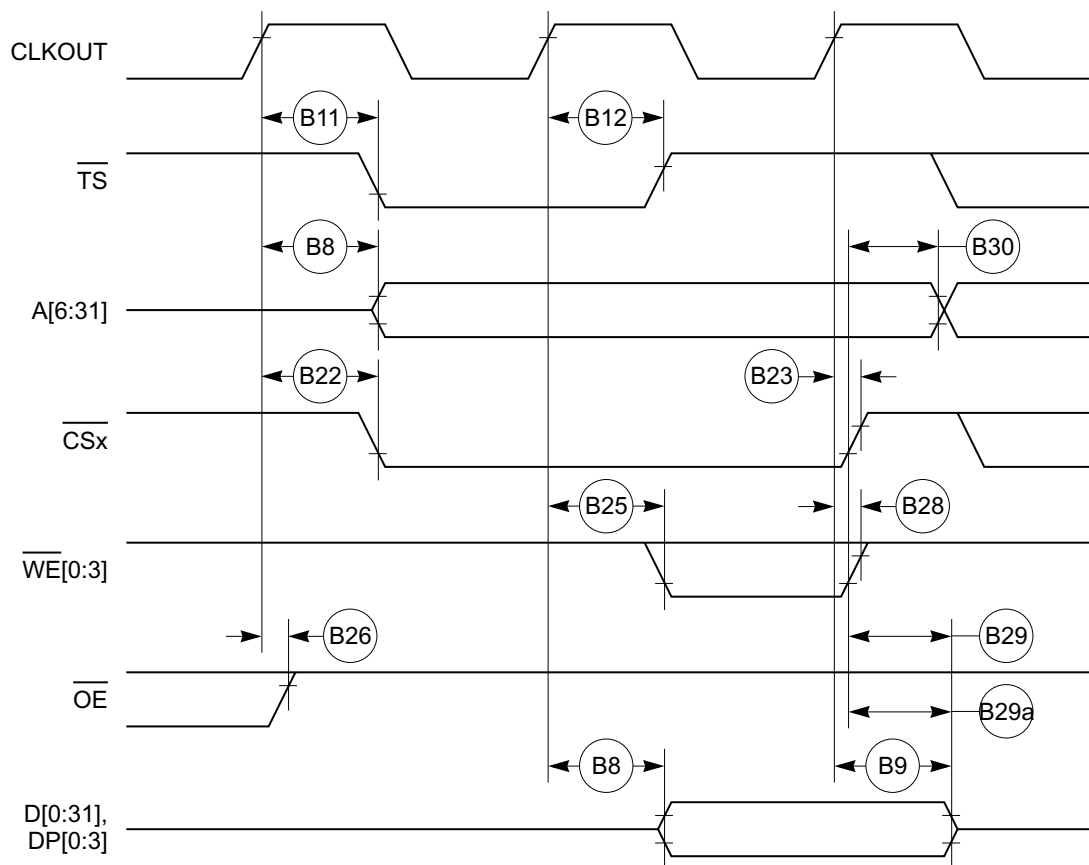 CLKOUT
B11
B12
TS
B8
B30
A[6:31]
B22
B23
CSx
B25
B28
WE[0:3]
B26
B29
OE
B29a
B8
B9
D[0:31],
DP[0:3]